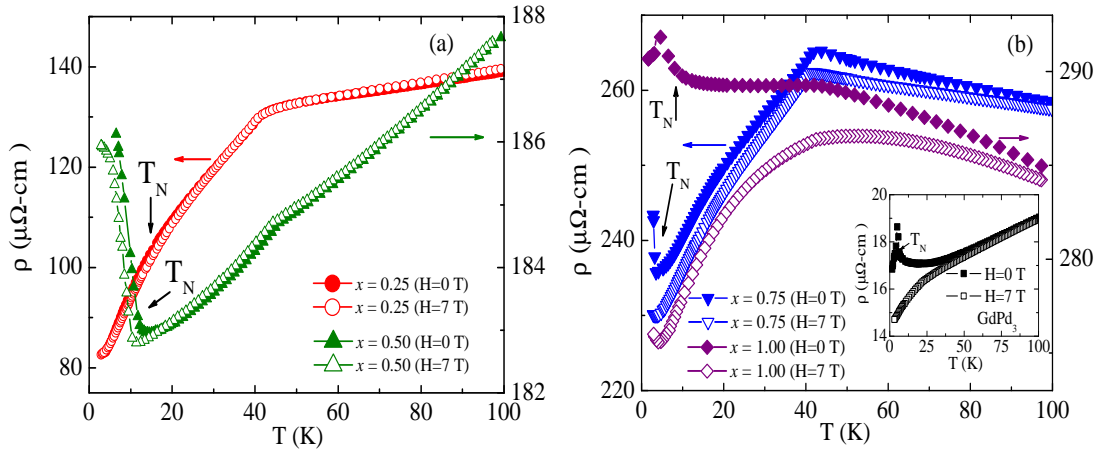 (a)
ρ (μΩ-cm)
140
120
100
80
188
186
184
182
T_N
T_N
x = 0.25 (H=0 T)
x = 0.25 (H=7 T)
x = 0.50 (H=0 T)
x = 0.50 (H=7 T)
0 20 40 60 80 100
T (K)
(b)
ρ (μΩ-cm)
260
240
220
290
280
T_N
T_N
x = 0.75 (H=0 T)
x = 0.75 (H=7 T)
x = 1.00 (H=0 T)
x = 1.00 (H=7 T)
0 20 40 60 80 100
T (K)
ρ (μΩ-cm)
20
19
18
17
16
14
T_N
H=0 T
H=7 T
GdPd3
0 25 50 75 100
T (K)